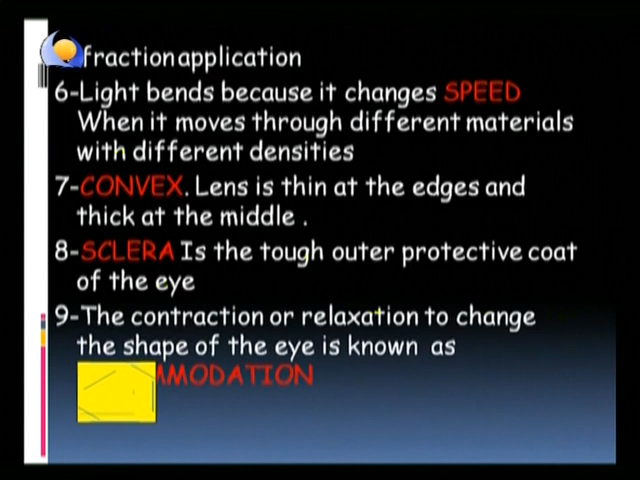 fraction application
6-Light bends because it changes SPEED
When it moves through different materials
with different densities
7-CONVEX. Lens is thin at the edges and
thick at the middle .
8-SCLERA Is the tough outer protective coat
of the eye
9-The contraction or relaxation to change
the shape of the eye is known as
MMODATION